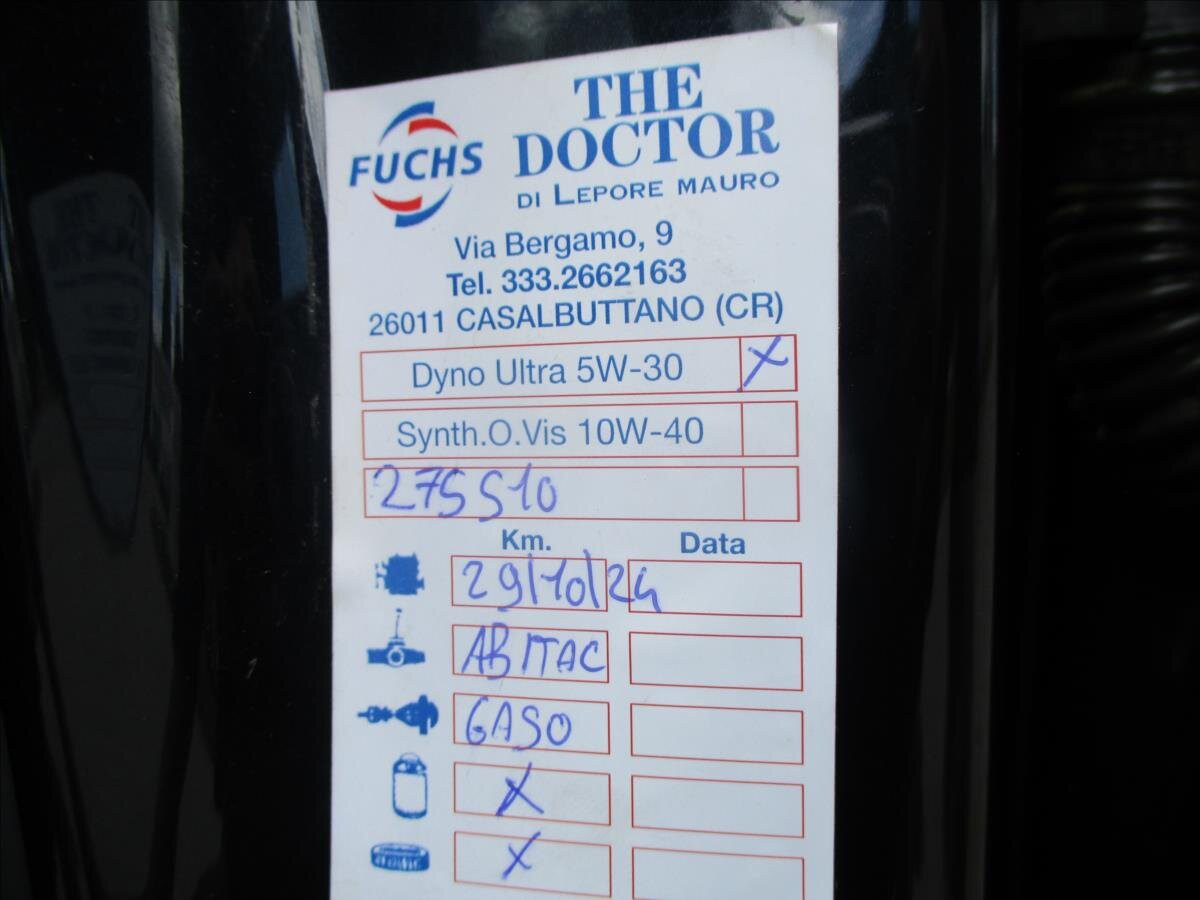 FUCHS
THE
DOCTOR
DI LEPORE MAURO
Via Bergamo, 9
Tel. 333.2662163
26011 CASALBUTTANO (CR)
Dyno Ultra 5W-30 X
Synth.O.Vis 10W-40
275510
Km. Data
29/10/24
ABITAC
GASO
X
X